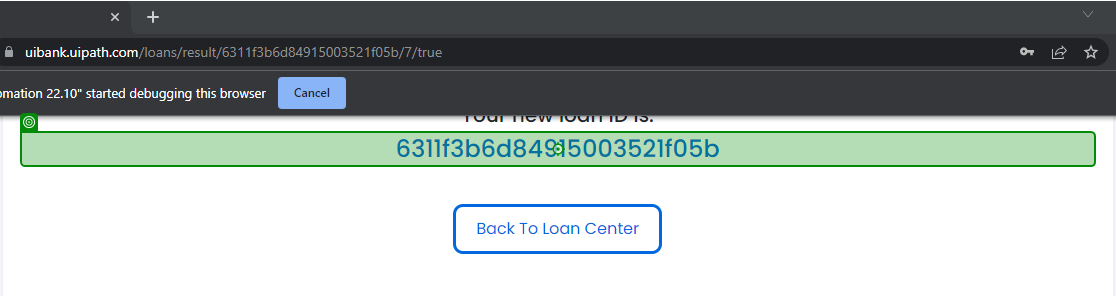 uibank.uipath.com/loans/result/6311f3b6d84915003521f05b/7/true
omation 22.10" started debugging this browser Cancel
Your new loan ID is:
6311f3b6d84915003521f05b
Back To Loan Center